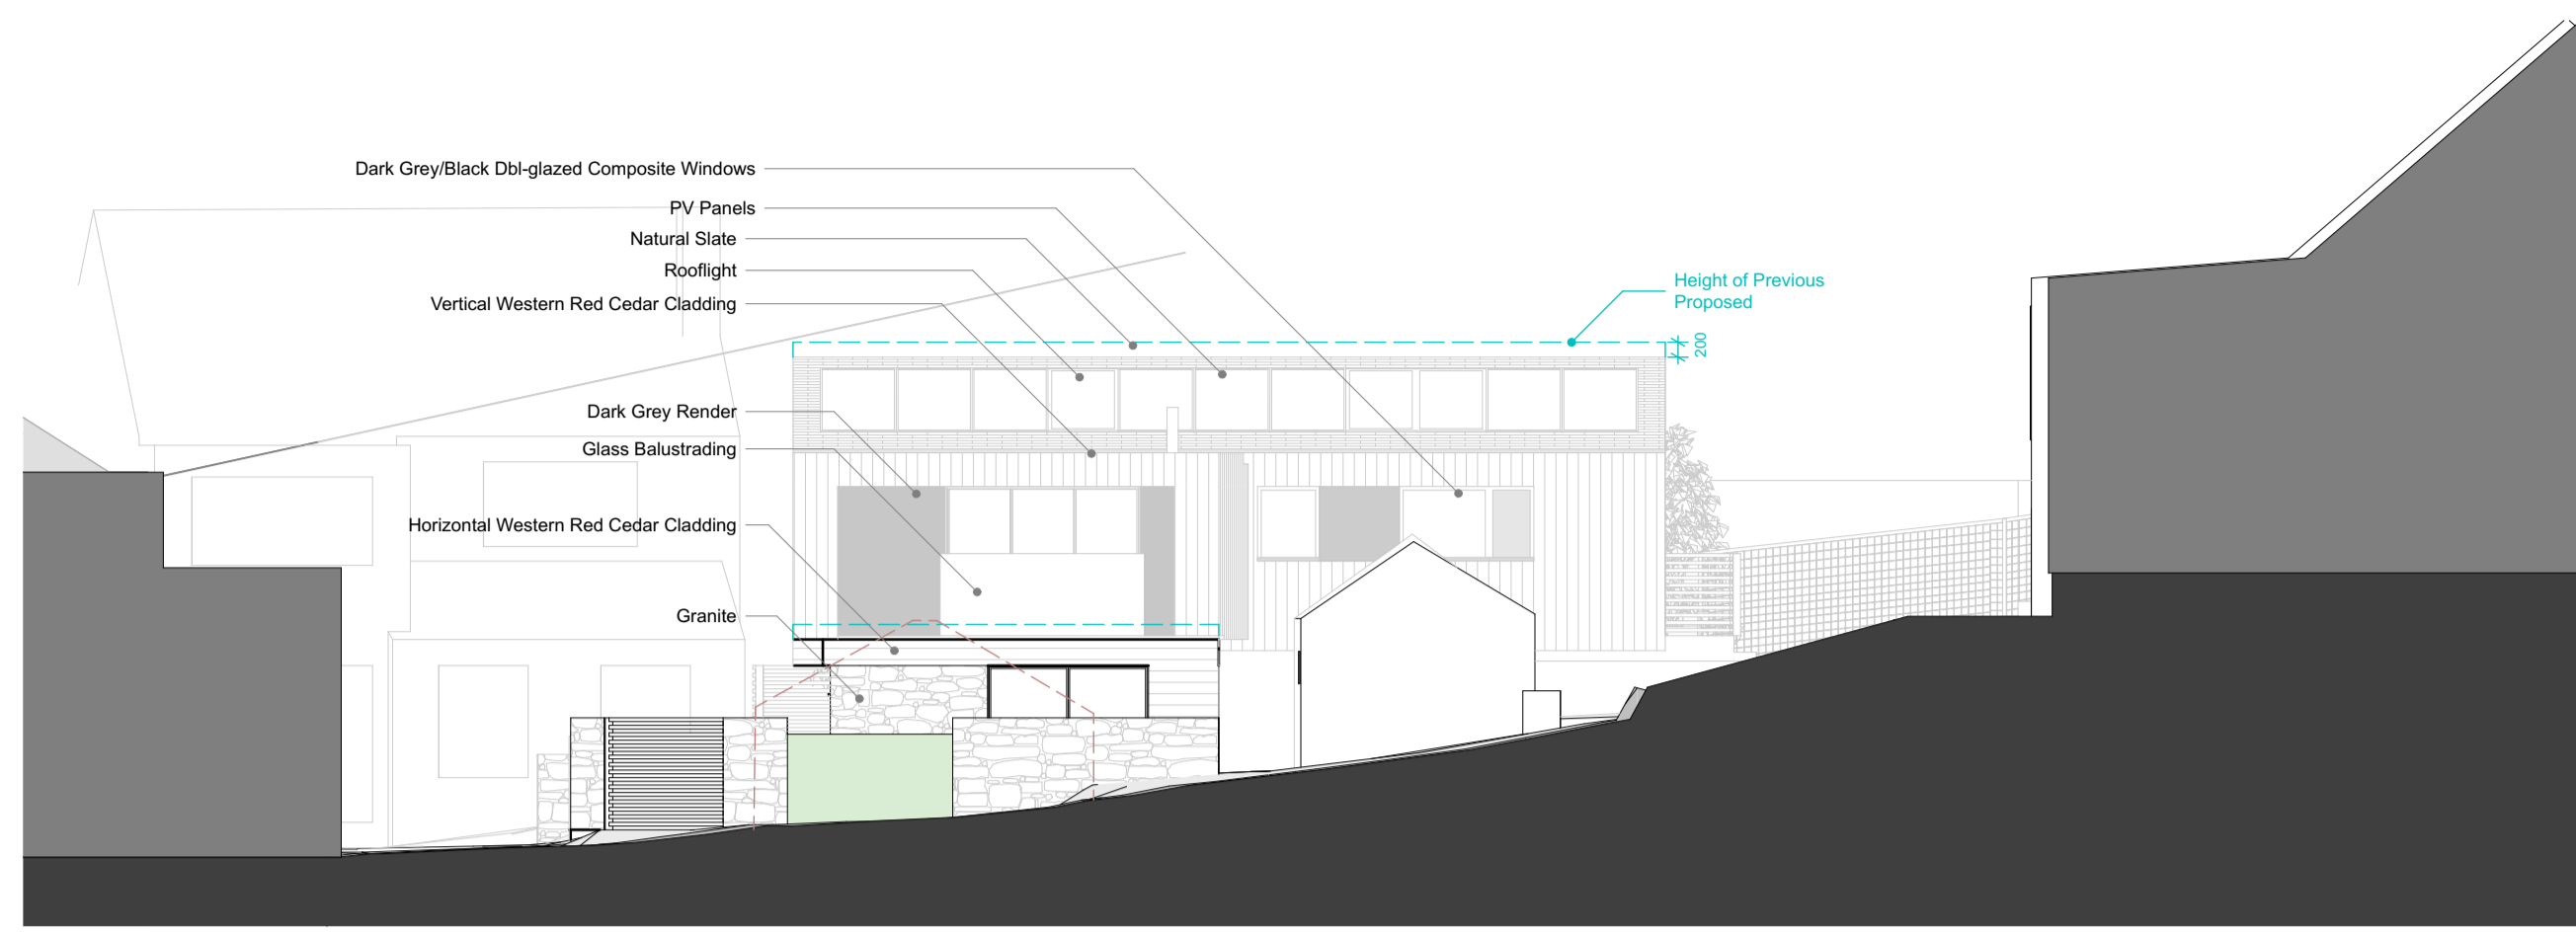 Dark Grey/Black Dbl-glazed Composite Windows
PV Panels
Natural Slate
Rooflight
Vertical Western Red Cedar Cladding
Height of Previous
Proposed
200
Dark Grey Render
Glass Balustrading
Horizontal Western Red Cedar Cladding
Granite